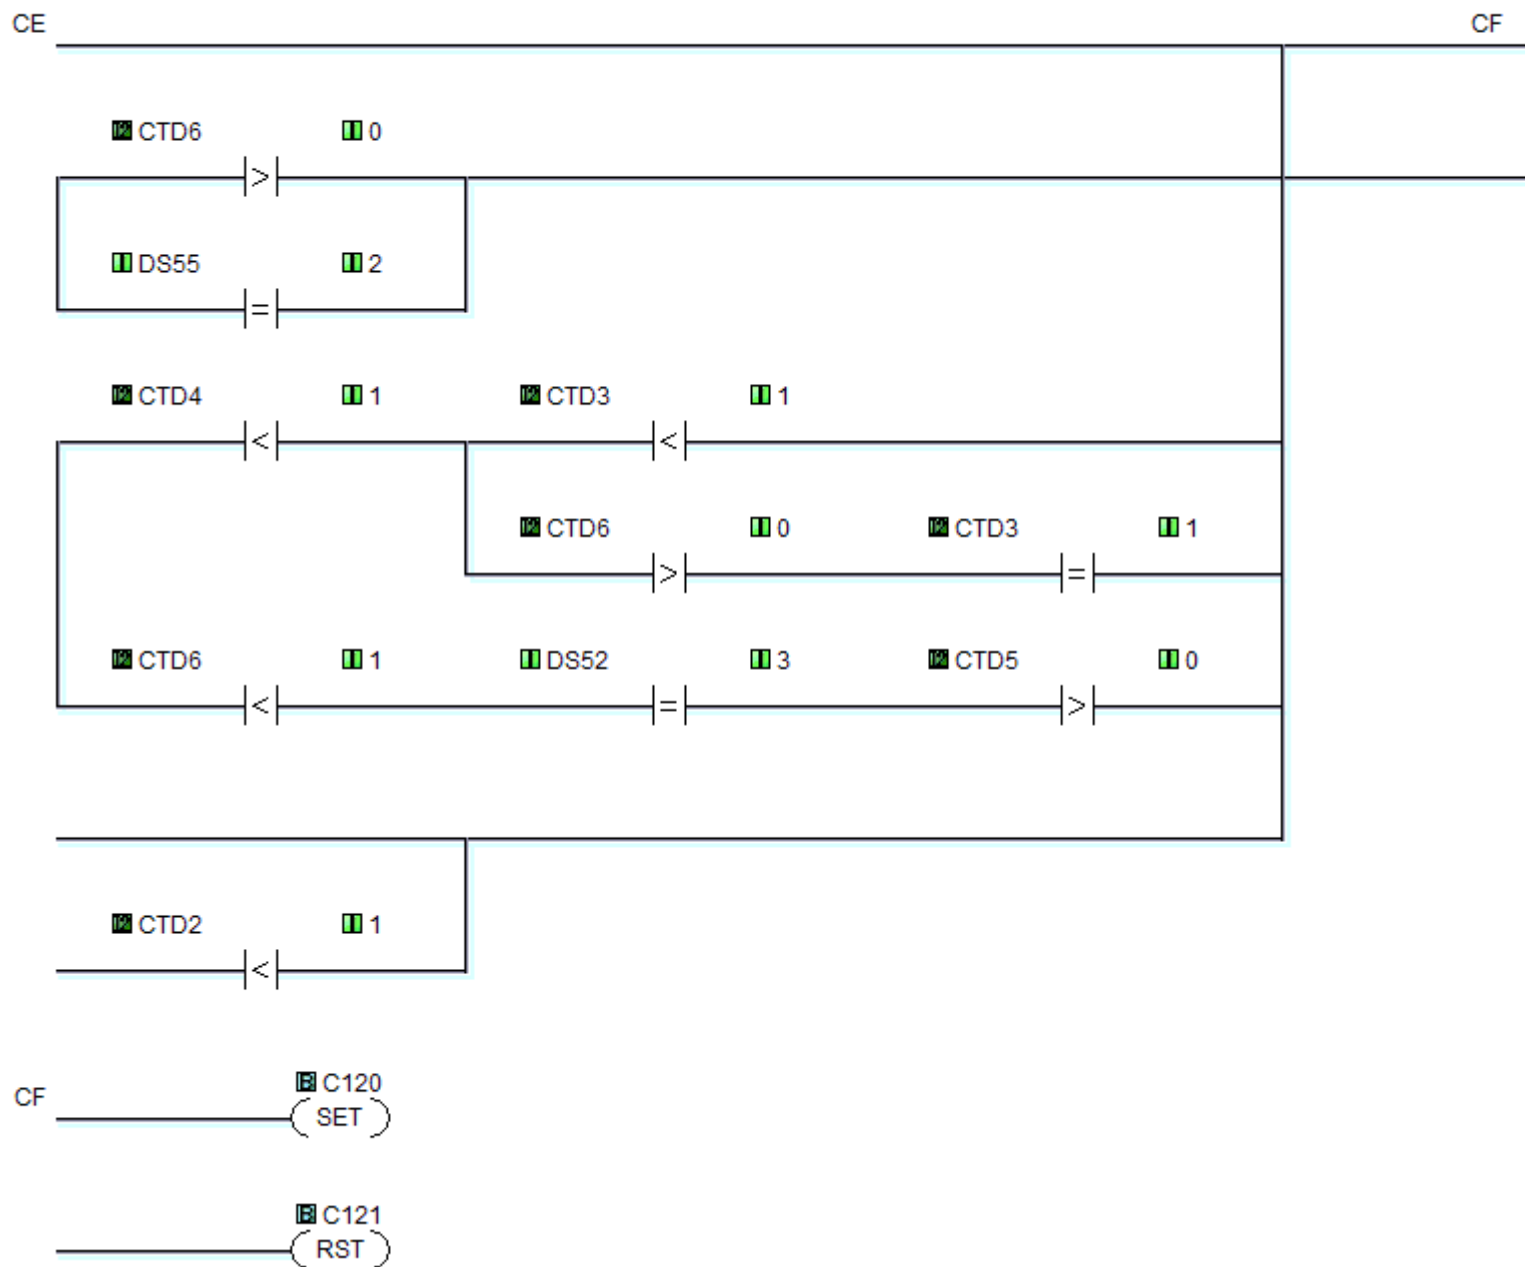 CE CF
CTD6 0
>
DS55 2
=
CTD4 1 CTD3 1
< <
CTD6 0 CTD3 1
> =
CTD6 1 DS52 3 CTD5 0
< = >
CTD2 1
<
C120
CF SET
C121
RST